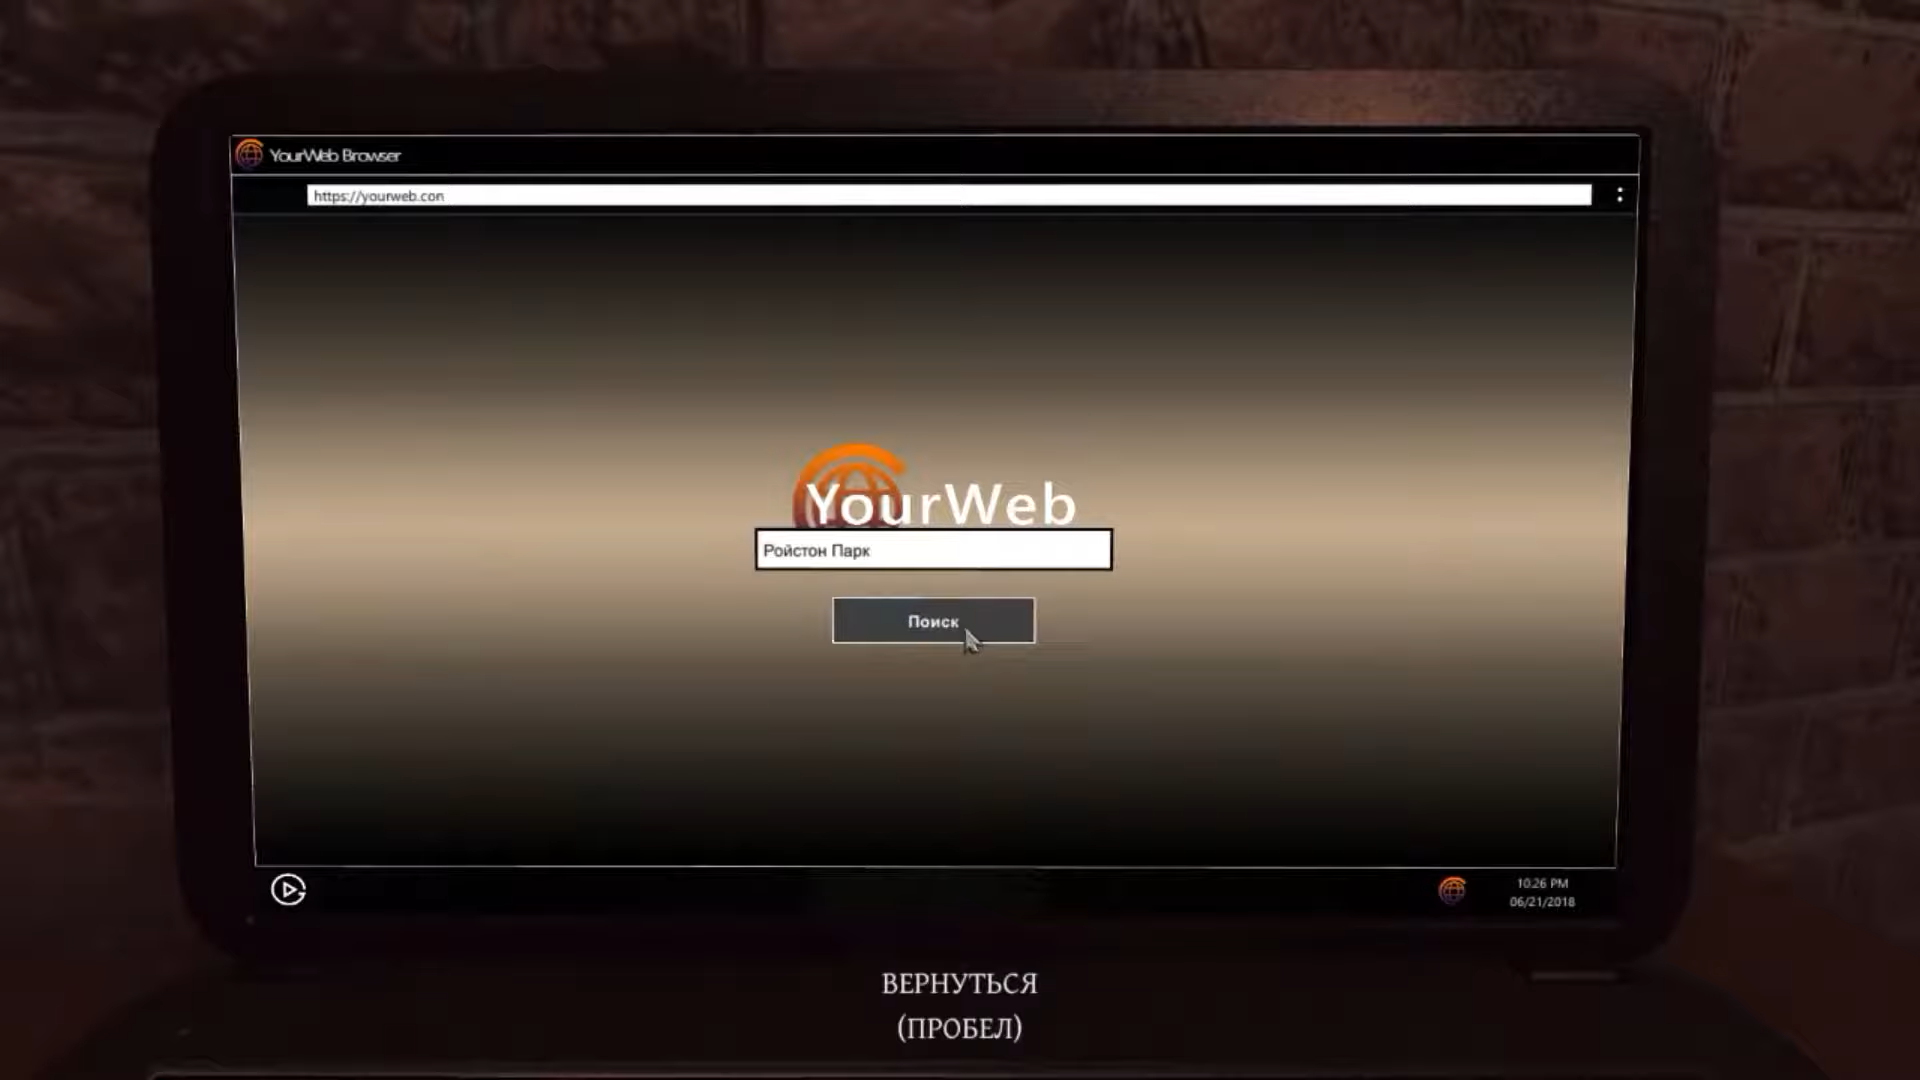 YourWeb Browser
https://yourweb.con
YourWeb
Ройстон Парк
Поиск
10:26 PM
06/21/2018
ВЕРНУТЬСЯ
(ПРОБЕЛ)